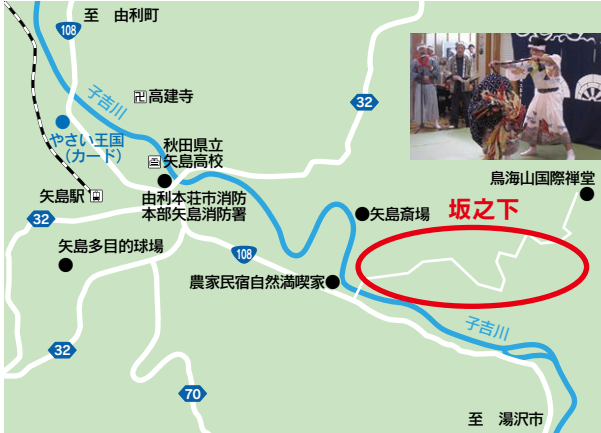 至　由利町
108
子吉川
卍高建寺
32
やさい王国
（カード）
秋田県立
矢島高校
鳥海山国際禅堂
矢島駅
由利本荘市消防
本部矢島消防署
矢島斎場
坂之下
32
矢島多目的球場
108
農家民宿自然満喫家
子吉川
32
70
至　湯沢市